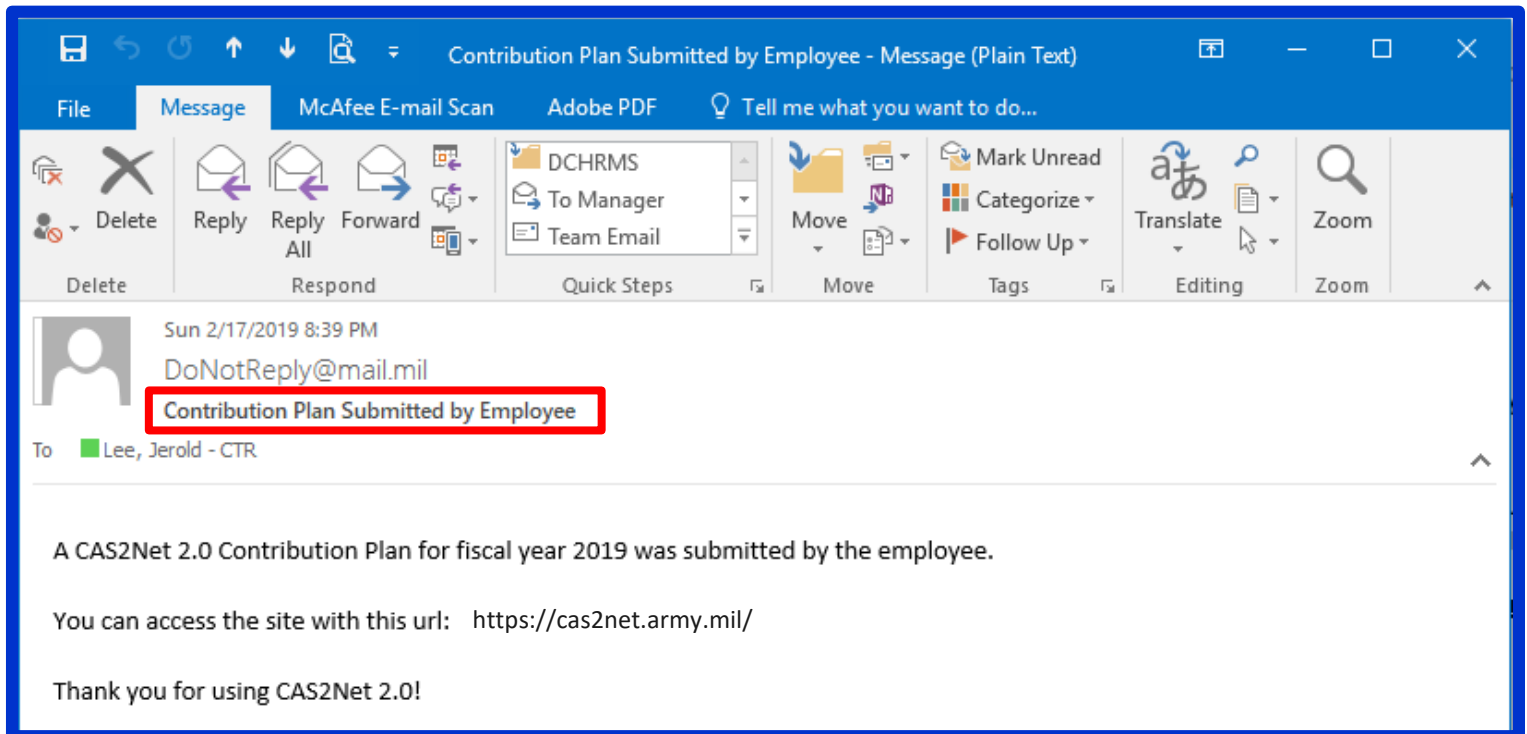 Contribution Plan Submitted by Employee - Message (Plain Text)
File Message McAfee E-mail Scan Adobe PDF Tell me what you want to do...
Delete
Reply
Reply All
Forward
DCHRMS
To Manager
Team Email
Move
Mark Unread
Categorize
Follow Up
Translate
Zoom
Delete Respond Quick Steps Move Tags Editing Zoom
Sun 2/17/2019 8:39 PM
DoNotReply@mail.mil
Contribution Plan Submitted by Employee
To Lee, Jerold - CTR
A CAS2Net 2.0 Contribution Plan for fiscal year 2019 was submitted by the employee.
You can access the site with this url: https://cas2net.army.mil/
Thank you for using CAS2Net 2.0!